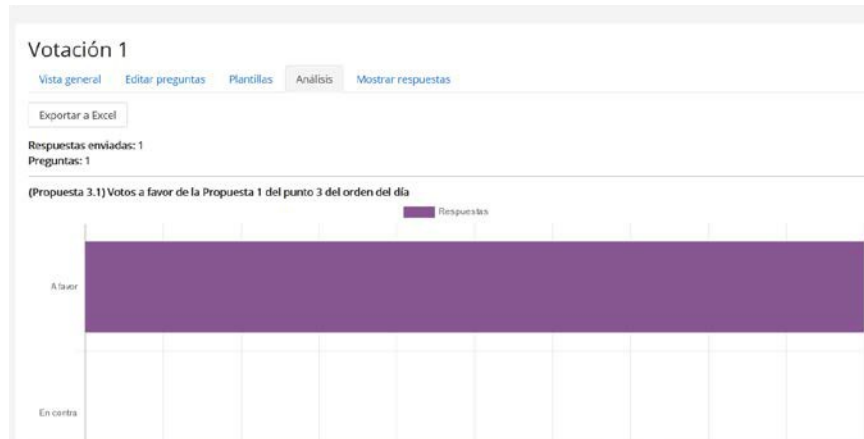 Votación 1
Vista general Editar preguntas Plantillas Análisis Mostrar respuestas
Exportar a Excel
Respuestas enviadas: 1
Preguntas: 1
(Propuesta 3.1) Votos a favor de la Propuesta 1 del punto 3 del orden del día
Respuestas
A favor
En contra